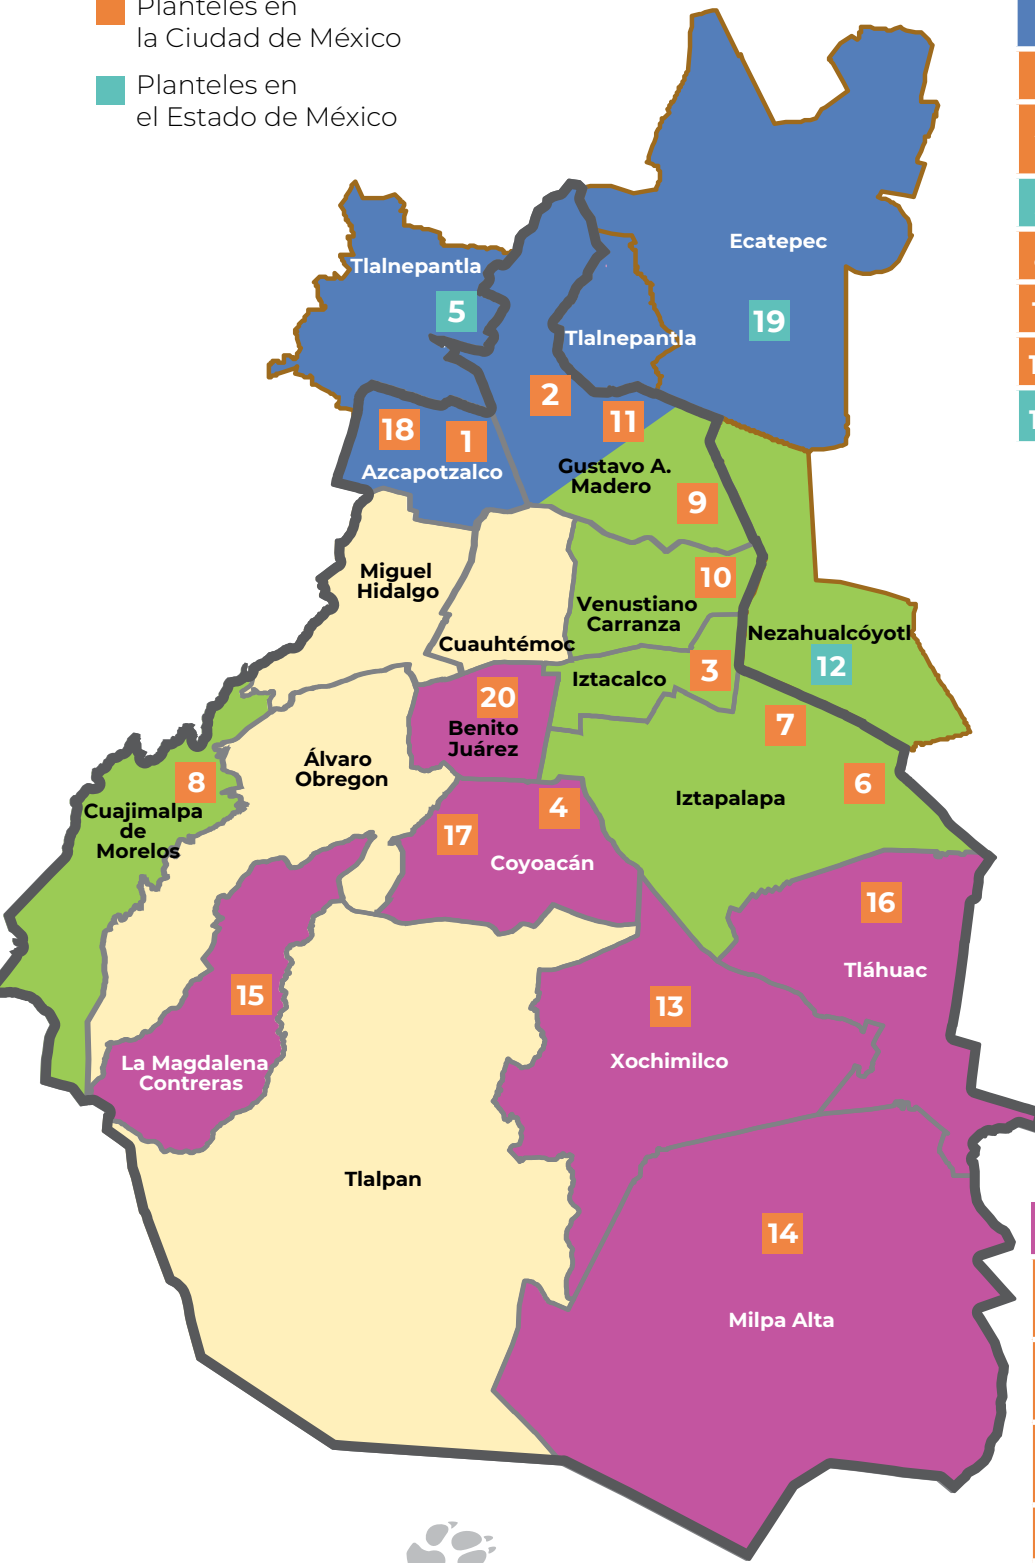 Planteles en
la Ciudad de México
Planteles en
el Estado de México
Ecatepec
Tlalnepantla
5
19
Tlalnepantla
2
11
18
1
Azcapotzalco
Gustavo A.
Madero
9
Miguel
Hidalgo
10
Venustiano
Carranza
Nezahualcóyotl
Cuauhtémoc
12
3
Iztacalco
20
7
Benito
Juárez
Álvaro
Obregon
8
6
Iztapalapa
Cuajimalpa
de
Morelos
4
17
Coyoacán
16
Tláhuac
15
13
La Magdalena
Contreras
Xochimilco
Tlalpan
14
Milpa Alta